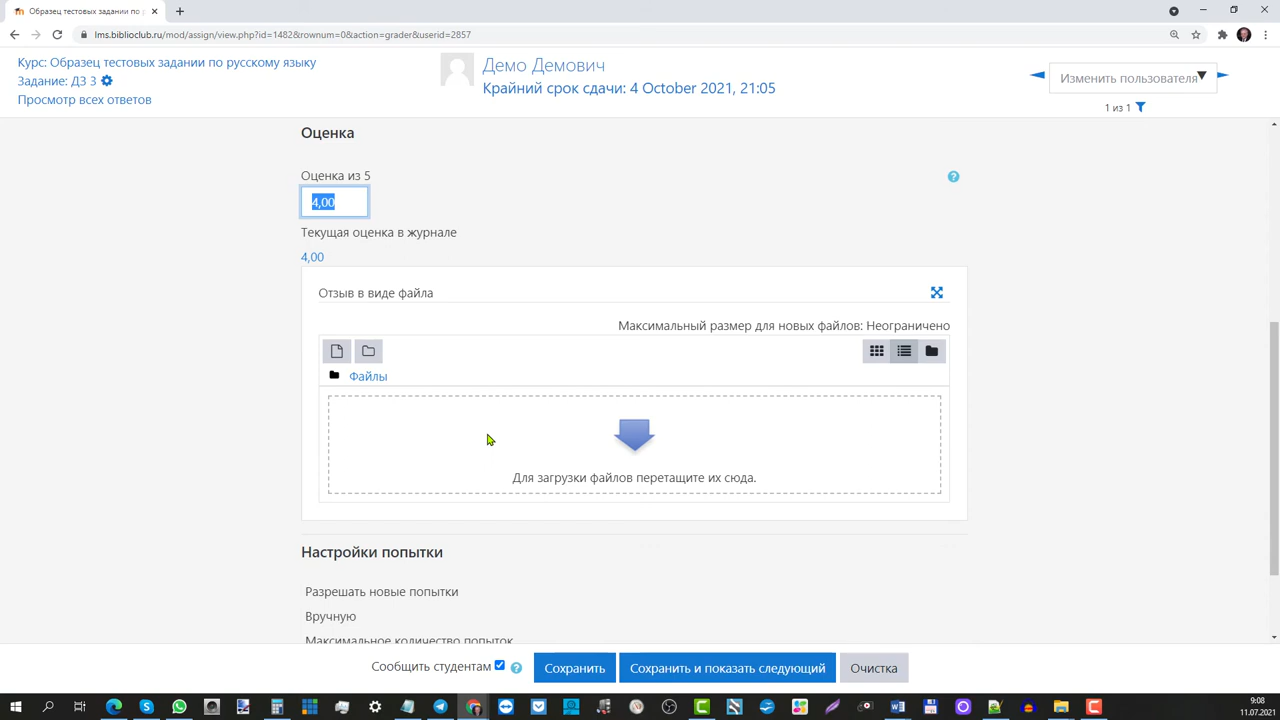 Образец тестовых задании по р
lms.biblioclub.ru/mod/assign/view.php?id=1482&rownum=0&action=grader&userid=2857
Курс: Образец тестовых задании по русскому языку
Задание: ДЗ 3
Просмотр всех ответов
Демо Демович
Крайний срок сдачи: 4 October 2021, 21:05
Изменить пользователя
1 из 1
Оценка
Оценка из 5
4,00
Текущая оценка в журнале
4,00
Отзыв в виде файла
Максимальный размер для новых файлов: Неограничено
Файлы
Для загрузки файлов перетащите их сюда.
Настройки попытки
Разрешать новые попытки
Вручную
Максимальное количество попыток
Сообщить студентам
Сохранить
Сохранить и показать следующий
Очистка
9:08
11.07.2021